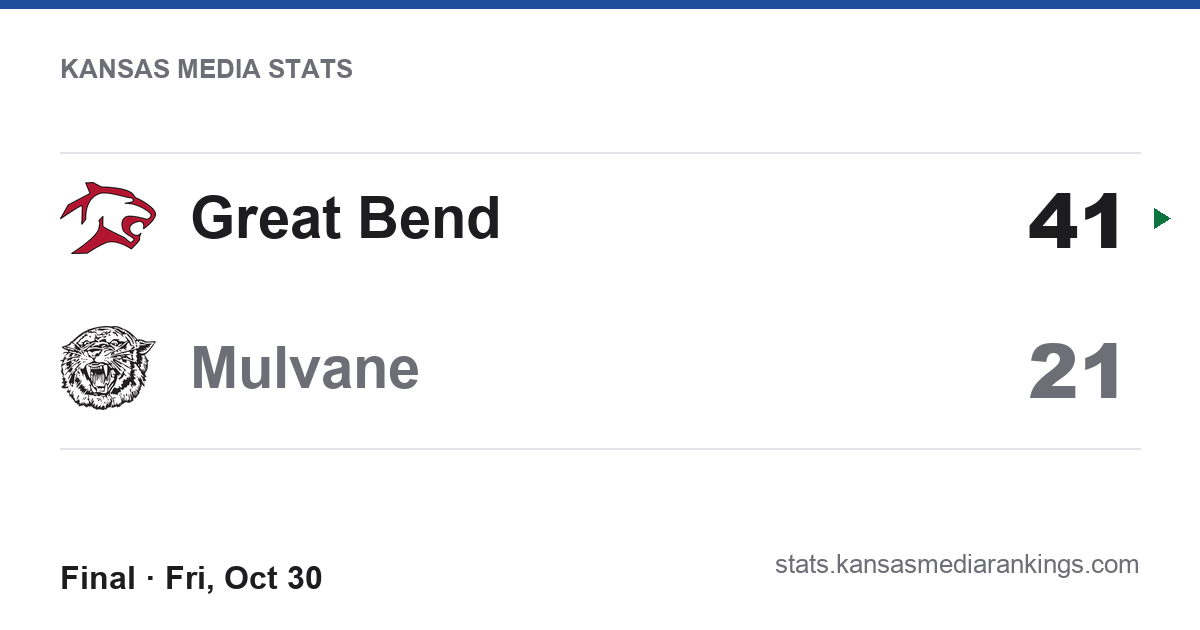 KANSAS MEDIA STATS
Great Bend 41
Mulvane 21
Final · Fri, Oct 30
stats.kansasmediarankings.com